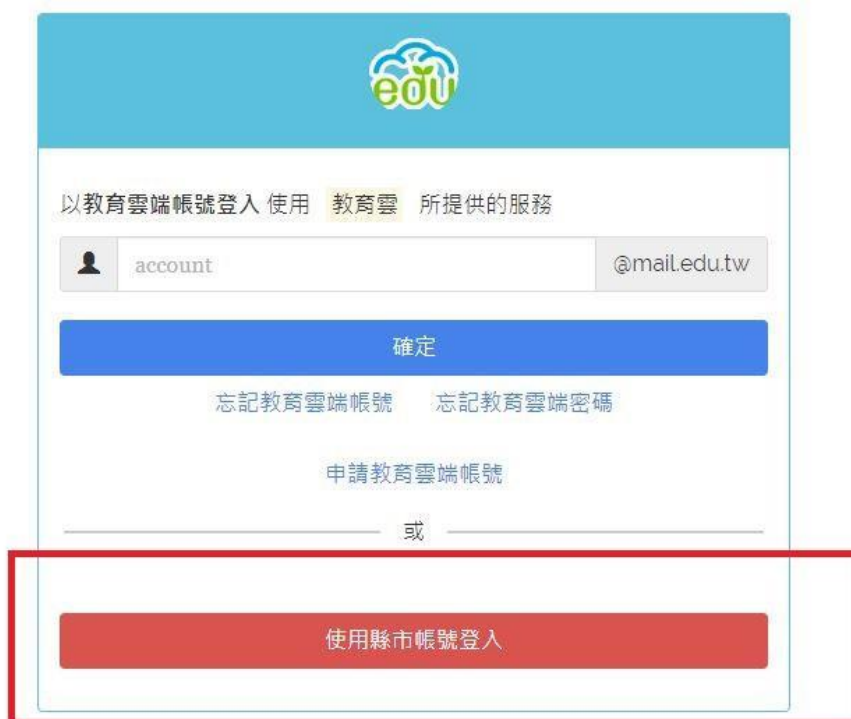 edu
以教育雲端帳號登入 使用 教育雲 所提供的服務
account @mail.edu.tw
確定
忘記教育雲端帳號 忘記教育雲端密碼
申請教育雲端帳號
或
使用縣市帳號登入